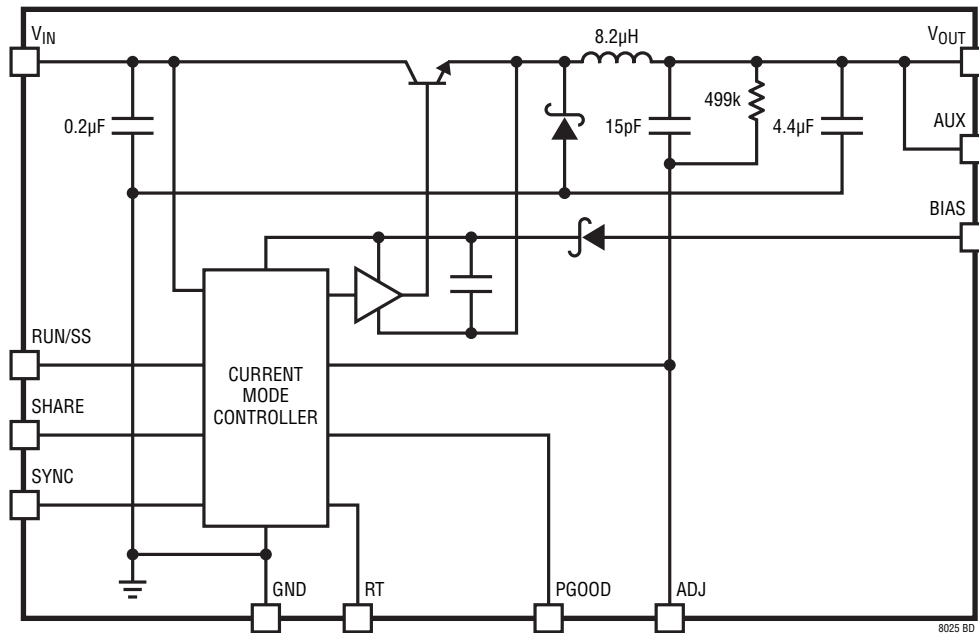 VIN
VOUT
8.2µH
0.2µF
15pF
499k
4.4µF
AUX
BIAS
RUN/SS
SHARE
SYNC
CURRENT
MODE
CONTROLLER
GND
RT
PGOOD
ADJ
8025 BD